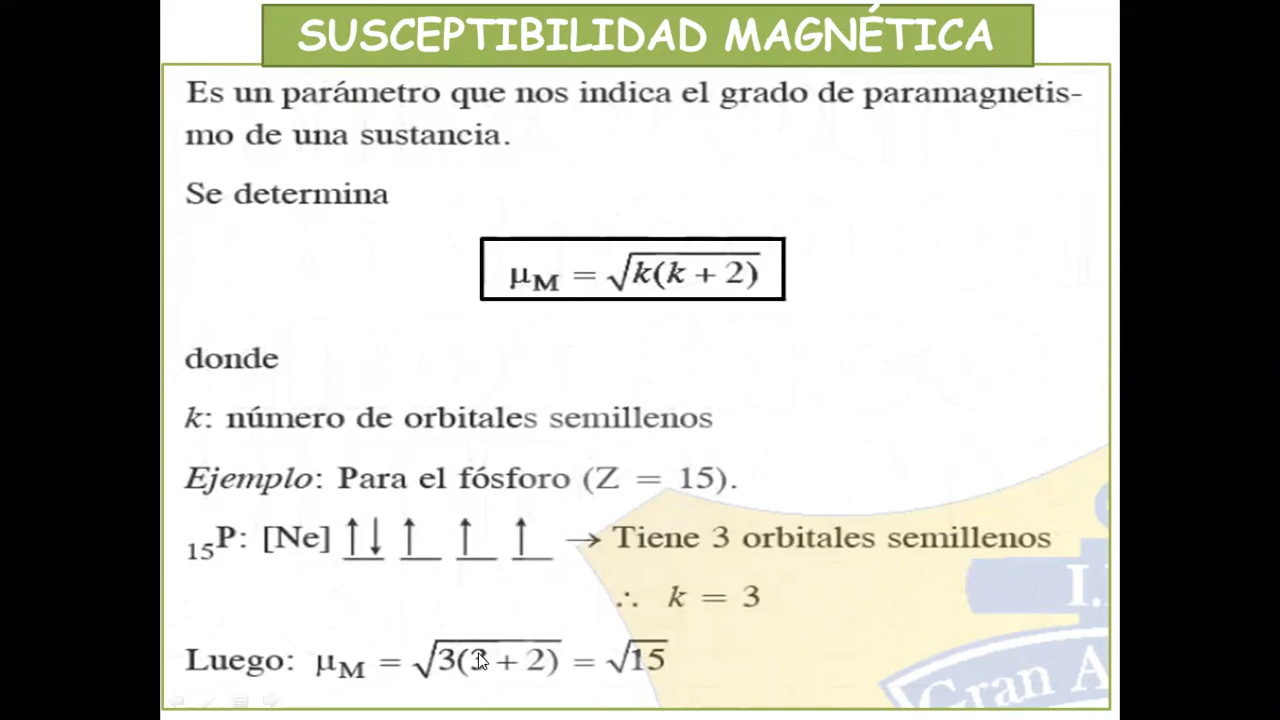 SUSCEPTIBILIDAD MAGNÉTICA
Es un parámetro que nos indica el grado de paramagnetis-
mo de una sustancia.
Se determina
μM = √k(k + 2)
donde
k: número de orbitales semillenos
Ejemplo: Para el fósforo (Z = 15).
15P: [Ne] ↑↓ ↑ ↑ ↑ → Tiene 3 orbitales semillenos
∴ k = 3
Luego: μM = √3(3 + 2) = √15
I.
Gran A